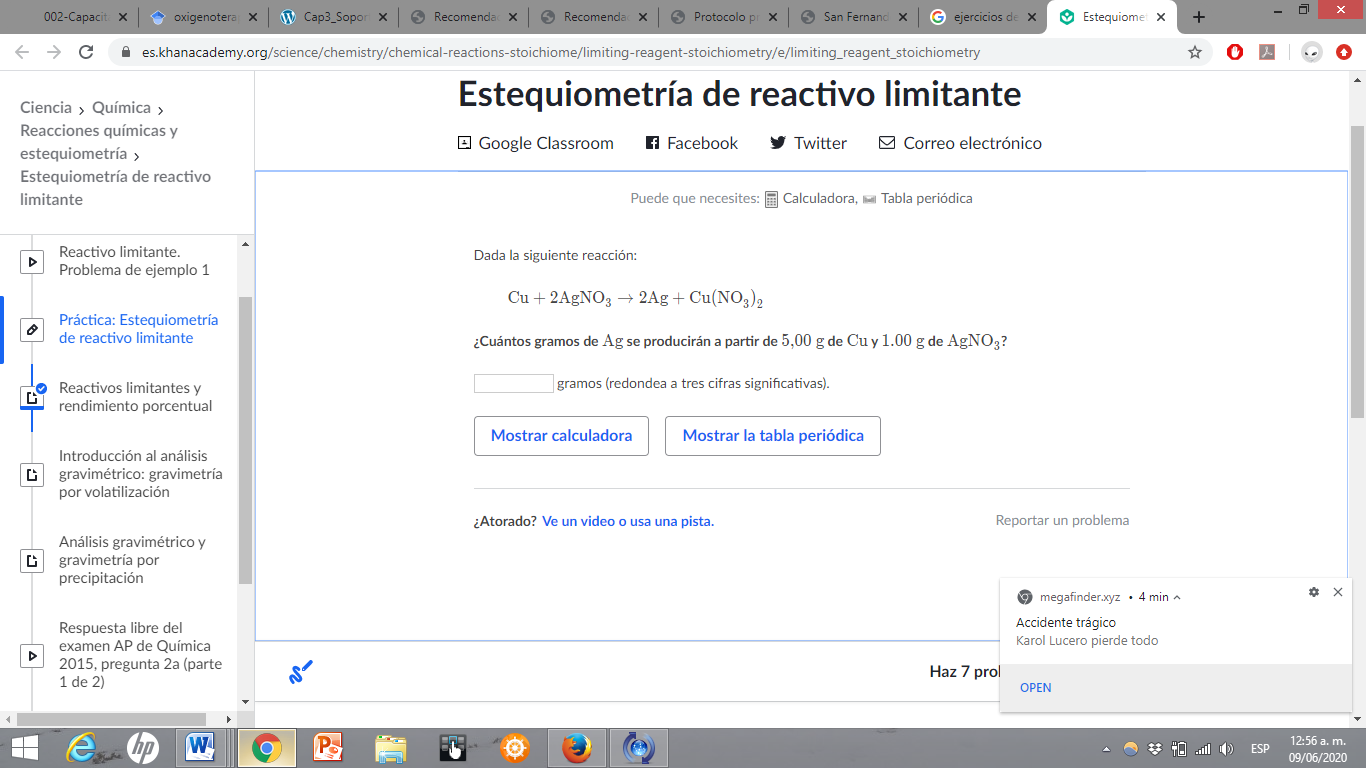 002-Capacit
oxigenotera
Cap3_Sopor
Recomenda
Recomenda
Protocolo p
San Fernand
ejercicios de
Estequiomet
es.khanacademy.org/science/chemistry/chemical-reactions-stoichiome/limiting-reagent-stoichiometry/e/limiting_reagent_stoichiometry
Ciencia > Química >
Reacciones químicas y
estequiometría >
Estequiometría de reactivo
limitante
Reactivo limitante.
Problema de ejemplo 1
Práctica: Estequiometría
de reactivo limitante
Reactivos limitantes y
rendimiento porcentual
Introducción al análisis
gravimétrico: gravimetría
por volatilización
Análisis gravimétrico y
gravimetría por
precipitación
Respuesta libre del
examen AP de Química
2015, pregunta 2a (parte
1 de 2)
Estequiometría de reactivo limitante
Google Classroom Facebook Twitter Correo electrónico
Puede que necesites: Calculadora, Tabla periódica
Dada la siguiente reacción:
Cu + 2AgNO₃ → 2Ag + Cu(NO₃)₂
¿Cuántos gramos de Ag se producirán a partir de 5,00 g de Cu y 1.00 g de AgNO₃?
gramos (redondea a tres cifras significativas).
Mostrar calculadora Mostrar la tabla periódica
¿Atorado? Ve un video o usa una pista.
Reportar un problema
Haz 7 pro
megafinder.xyz • 4 min
Accidente trágico
Karol Lucero pierde todo
OPEN
ESP
12:56 a. m.
09/06/2020